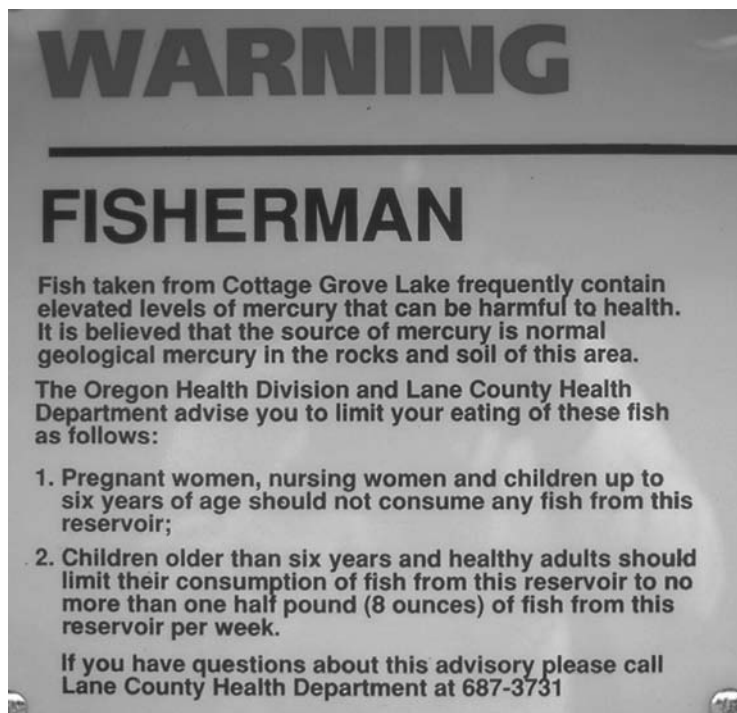 WARNING
FISHERMAN
Fish taken from Cottage Grove Lake frequently contain
elevated levels of mercury that can be harmful to health.
It is believed that the source of mercury is normal
geological mercury in the rocks and soil of this area.
The Oregon Health Division and Lane County Health
Department advise you to limit your eating of these fish
as follows:
1. Pregnant women, nursing women and children up to
six years of age should not consume any fish from this
reservoir;
2. Children older than six years and healthy adults should
limit their consumption of fish from this reservoir to no
more than one half pound (8 ounces) of fish from this
reservoir per week.
If you have questions about this advisory please call
Lane County Health Department at 687-3731